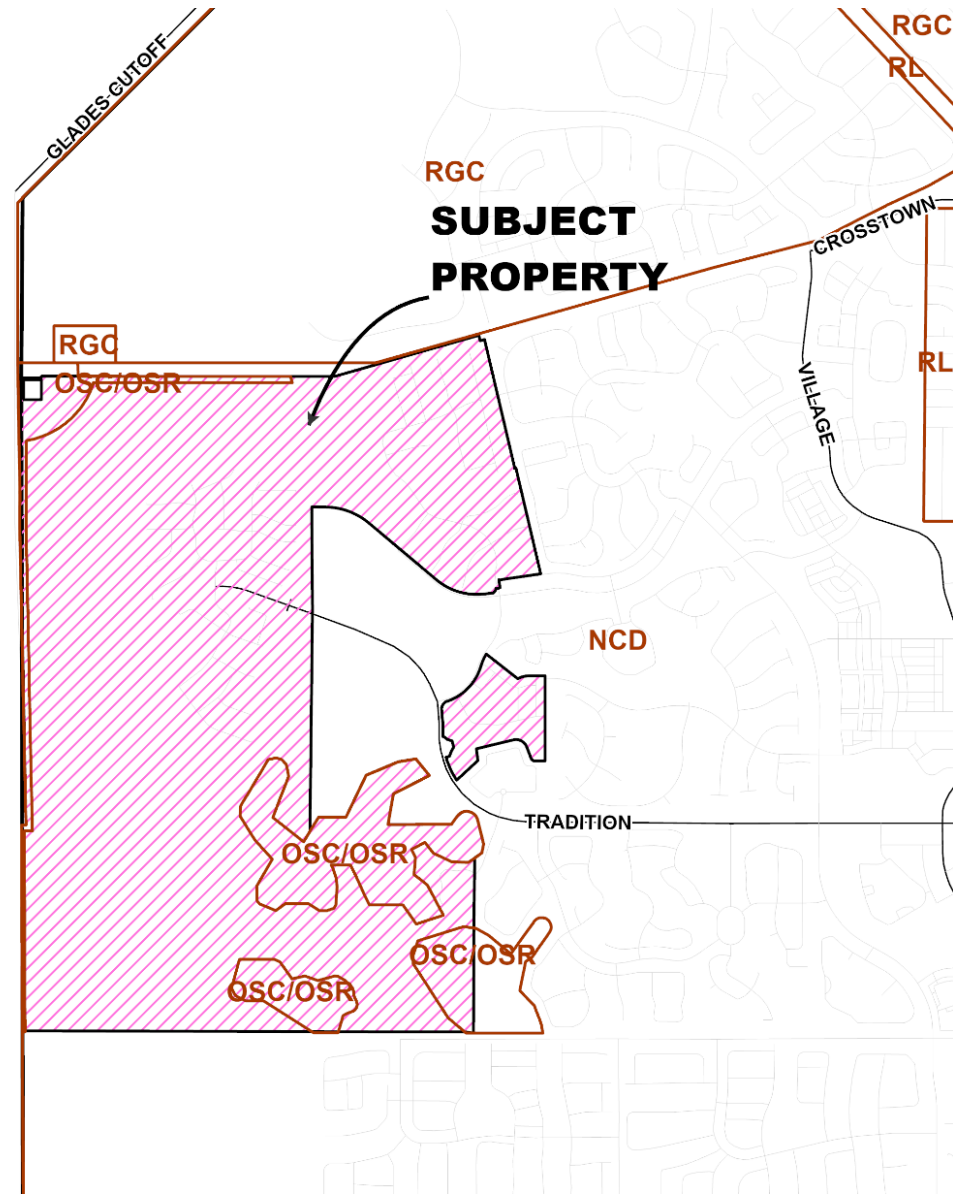 RGC
RL
GLADES CUTOFF
RGC
SUBJECT
PROPERTY
CROSSTOWN
RGC
OSC/OSR
RL
VILLAGE
NCD
TRADITION
OSC/OSR
OSC/OSR
OSC/OSR